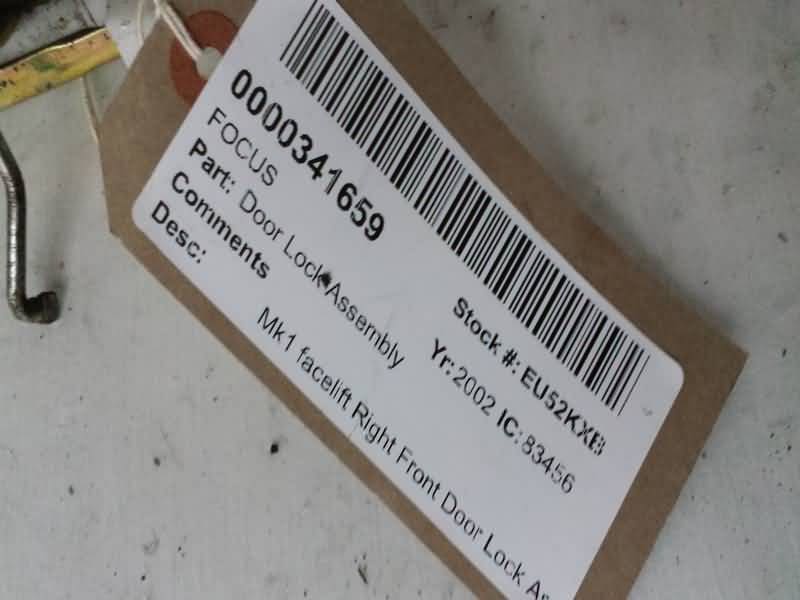 0000341659
FOCUS
Stock #: EU52KXB
Part: Door Lock Assembly
Yr: 2002 IC: 83456
Comments
Desc:
Mk1 facelift Right Front Door Lock As